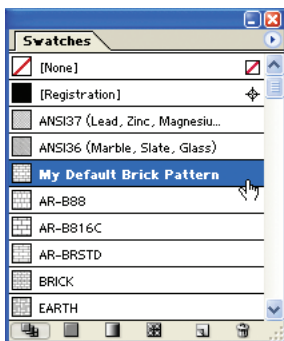 Swatches
[None]
[Registration]
ANSI37 (Lead, Zinc, Magnesiu...
ANSI36 (Marble, Slate, Glass)
My Default Brick Pattern
AR-B88
AR-B816C
AR-BRSTD
BRICK
EARTH